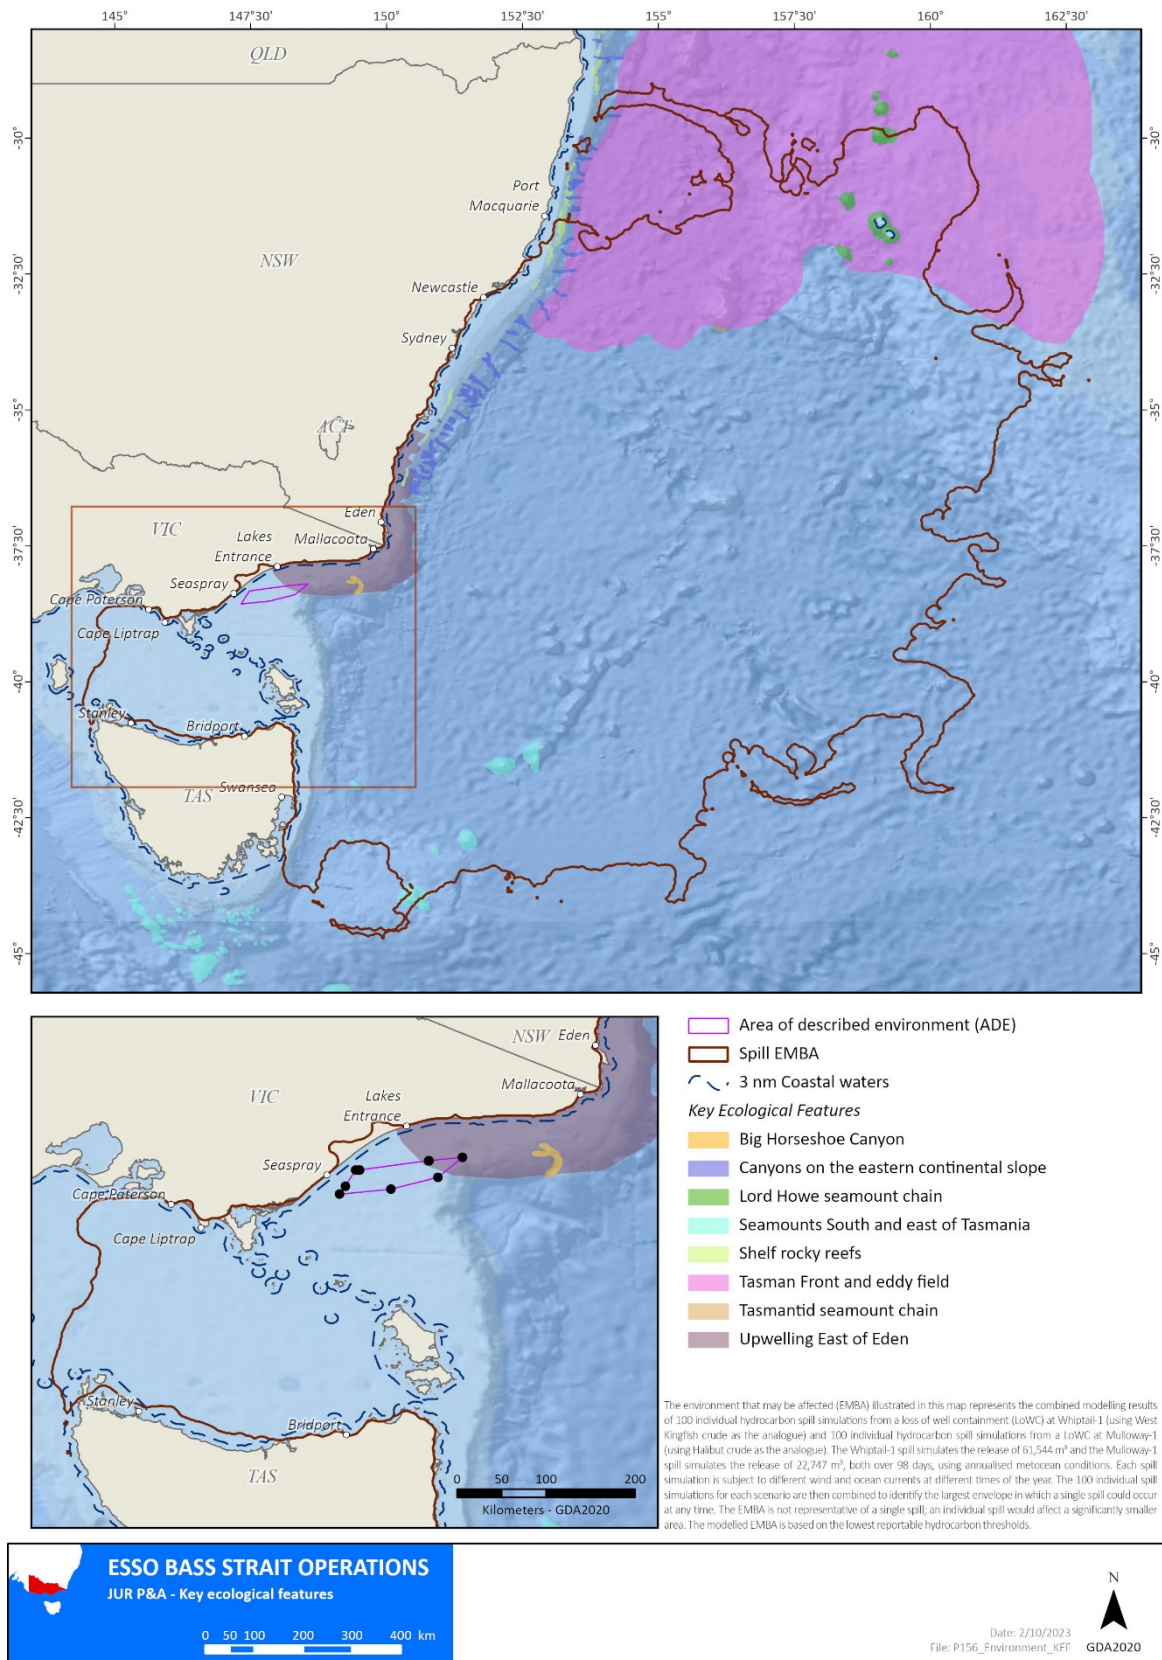 145° 147°30' 150° 152°30' 155° 157°30' 160° 162°30'
QLD
-30° -30°
Port
Macquarie
NSW
-32°30' -32°30'
Newcastle
Sydney
-35° -35°
ACT
Eden
VIC
Mallacoota
-37°30' -37°30'
Lakes
Entrance
Seaspray
Cape Paterson
Cape Liptrap
-40° -40°
Stanley
Bridport
TAS
Swansea
-42°30' -42°30'
-45° -45°
NSW
Eden
Mallacoota
VIC
Lakes
Entrance
Seaspray
Cape Paterson
Cape Liptrap
Stanley
Bridport
TAS
0 50 100 200
Kilometers - GDA2020
Area of described environment (ADE)
Spill EMBA
3 nm Coastal waters
Key Ecological Features
Big Horseshoe Canyon
Canyons on the eastern continental slope
Lord Howe seamount chain
Seamounts South and east of Tasmania
Shelf rocky reefs
Tasman Front and eddy field
Tasmantid seamount chain
Upwelling East of Eden
The environment that may be affected (EMBA) illustrated in this map represents the combined modelling results
of 100 individual hydrocarbon spill simulations from a loss of well containment (LoWC) at Whiptail-1 (using West
Kingfish crude as the analogue) and 100 individual hydrocarbon spill simulations from a LoWC at Mulloway-1
(using Halibut crude as the analogue). The Whiptail-1 spill simulates the release of 61,544 m³ and the Mulloway-1
spill simulates the release of 22,747 m³, both over 98 days, using annualised metocean conditions. Each spill
simulation is subject to different wind and ocean currents at different times of the year. The 100 individual spill
simulations for each scenario are then combined to identify the largest envelope in which a single spill could occur
at any time. The EMBA is not representative of a single spill; an individual spill would affect a significantly smaller
area. The modelled EMBA is based on the lowest reportable hydrocarbon thresholds.
ESSO BASS STRAIT OPERATIONS
JUR P&A - Key ecological features
0 50 100 200 300 400 km
N
Date: 2/10/2023
File: P156_Environment_KEF
GDA2020